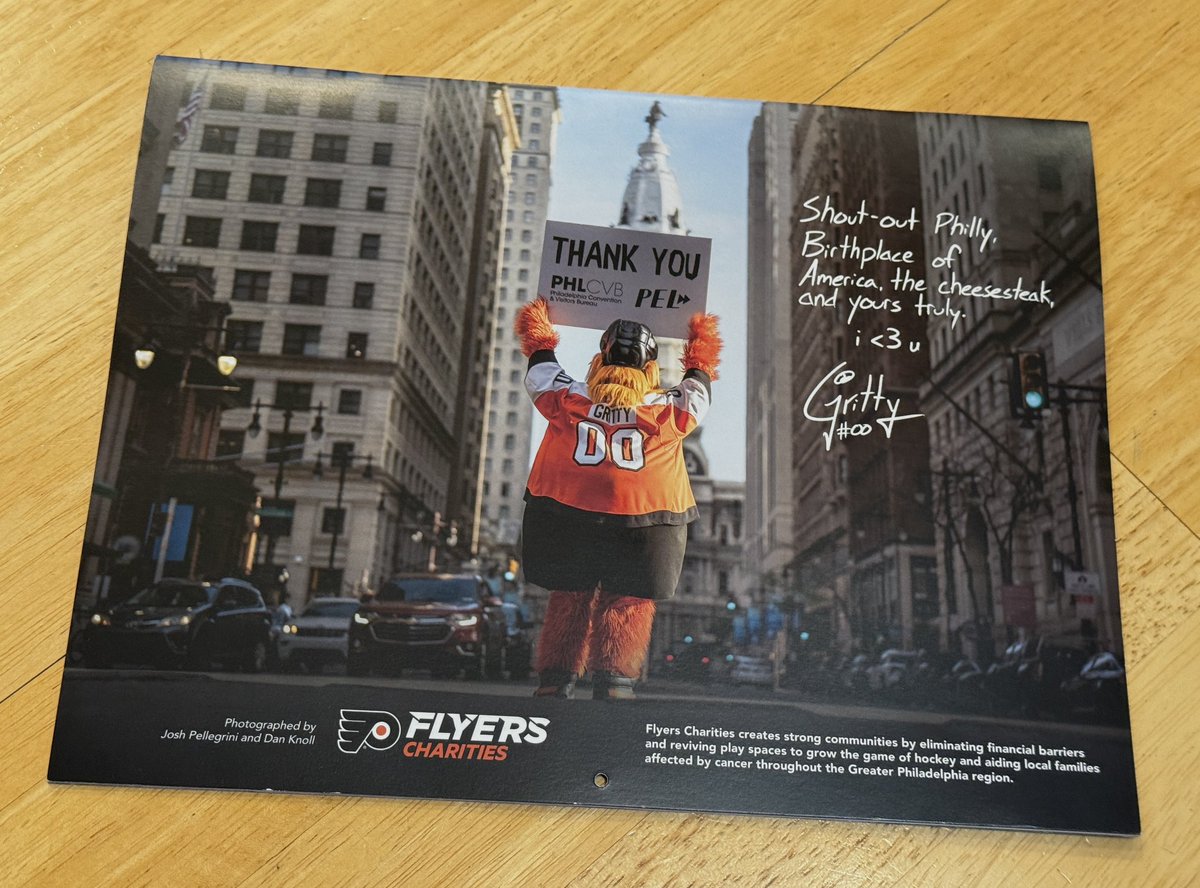 THANK YOU
PHLCVB
Philadelphia Convention
& Visitors Bureau
PEL
Shout-out Philly,
Birthplace of
America, the cheesesteak,
and yours truly.
i <3 u
Gritty
#00
GRITTY
00
Photographed by
Josh Pellegrini and Dan Knoll
FLYERS
CHARITIES
Flyers Charities creates strong communities by eliminating financial barriers
and reviving play spaces to grow the game of hockey and aiding local families
affected by cancer throughout the Greater Philadelphia region.